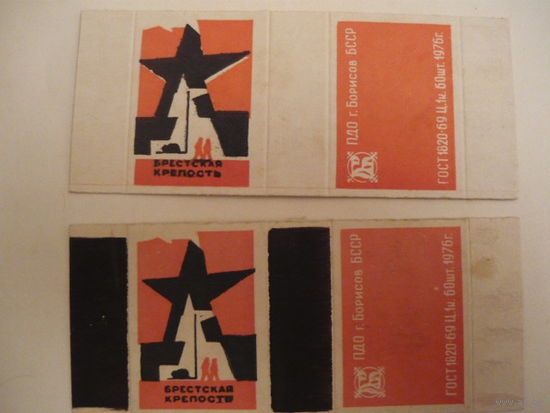 БРЕСТСКАЯ
КРЕПОСТЬ
ПДО г. Борисов БССР
ГОСТ 1820-69 Ц.1к. 60шт. 1976г.
БРЕСТСКАЯ
КРЕПОСТЬ
ПДО г. Борисов БССР
ГОСТ 1820-69 Ц.1к. 60шт. 1976г.